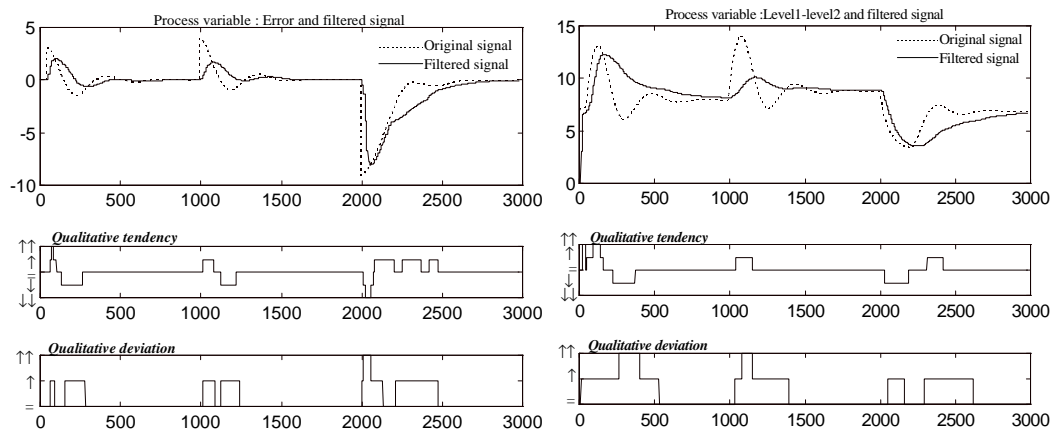 Process variable : Error and filtered signal
5
Original signal
Filtered signal
0
-5
-10
0 500 1000 1500 2000 2500 3000
Qualitative tendency
↑↑
↑
=
↓
↓↓
0 500 1000 1500 2000 2500 3000
Qualitative deviation
↑↑
↑
=
0 500 1000 1500 2000 2500 3000
Process variable :Level1-level2 and filtered signal
15
Original signal
Filtered signal
10
5
0
0 500 1000 1500 2000 2500 3000
Qualitative tendency
↑↑
↑
=
↓
↓↓
0 500 1000 1500 2000 2500 3000
Qualitative deviation
↑↑
↑
=
0 500 1000 1500 2000 2500 3000